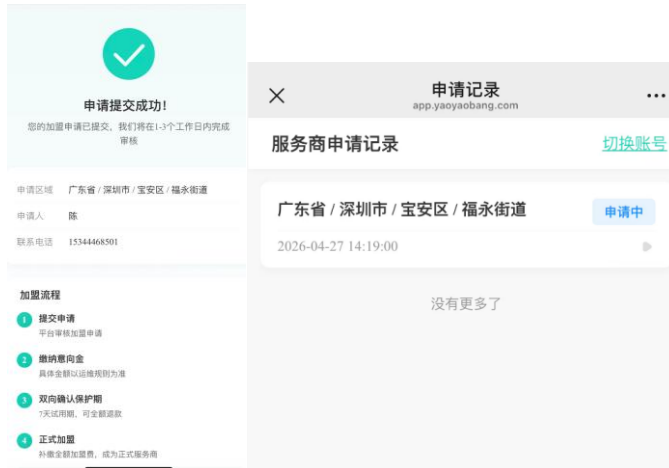 申请提交成功!
您的加盟申请已提交，我们将在1-3个工作日内完成
审核
申请区域 广东省 / 深圳市 / 宝安区 / 福永街道
申请人 陈
联系电话 15344468501
加盟流程
1 提交申请
平台审核加盟申请
2 缴纳意向金
具体金额以运维规则为准
3 双向确认保护期
7天试用期，可全额退款
4 正式加盟
补缴全额加盟费，成为正式服务商
申请记录
app.yaoyaobang.com
服务商申请记录 切换账号
广东省 / 深圳市 / 宝安区 / 福永街道 申请中
2026-04-27 14:19:00
没有更多了